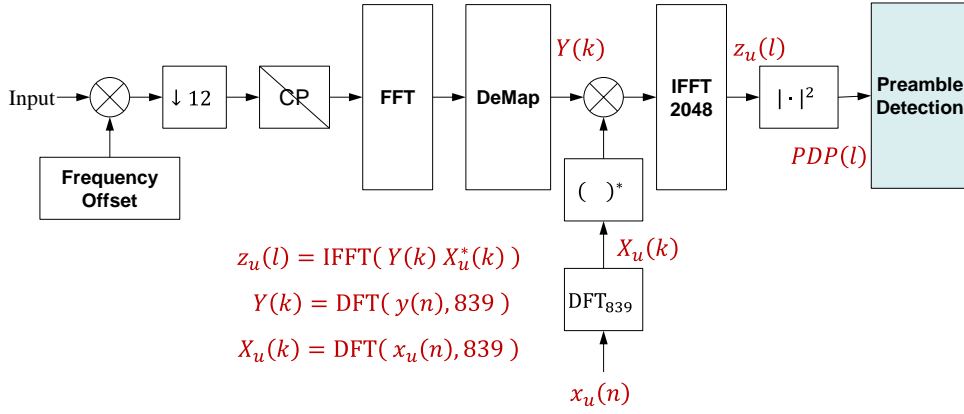 Input
↓ 12
CP
FFT
DeMap
Y(k)
IFFT
2048
z_u(l)
| · |²
PDP(l)
Preamble
Detection
Frequency
Offset
( )*
X_u(k)
DFT₈₃₉
x_u(n)
z_u(l) = IFFT( Y(k) X_u^*(k) )
Y(k) = DFT( y(n), 839 )
X_u(k) = DFT( x_u(n), 839 )